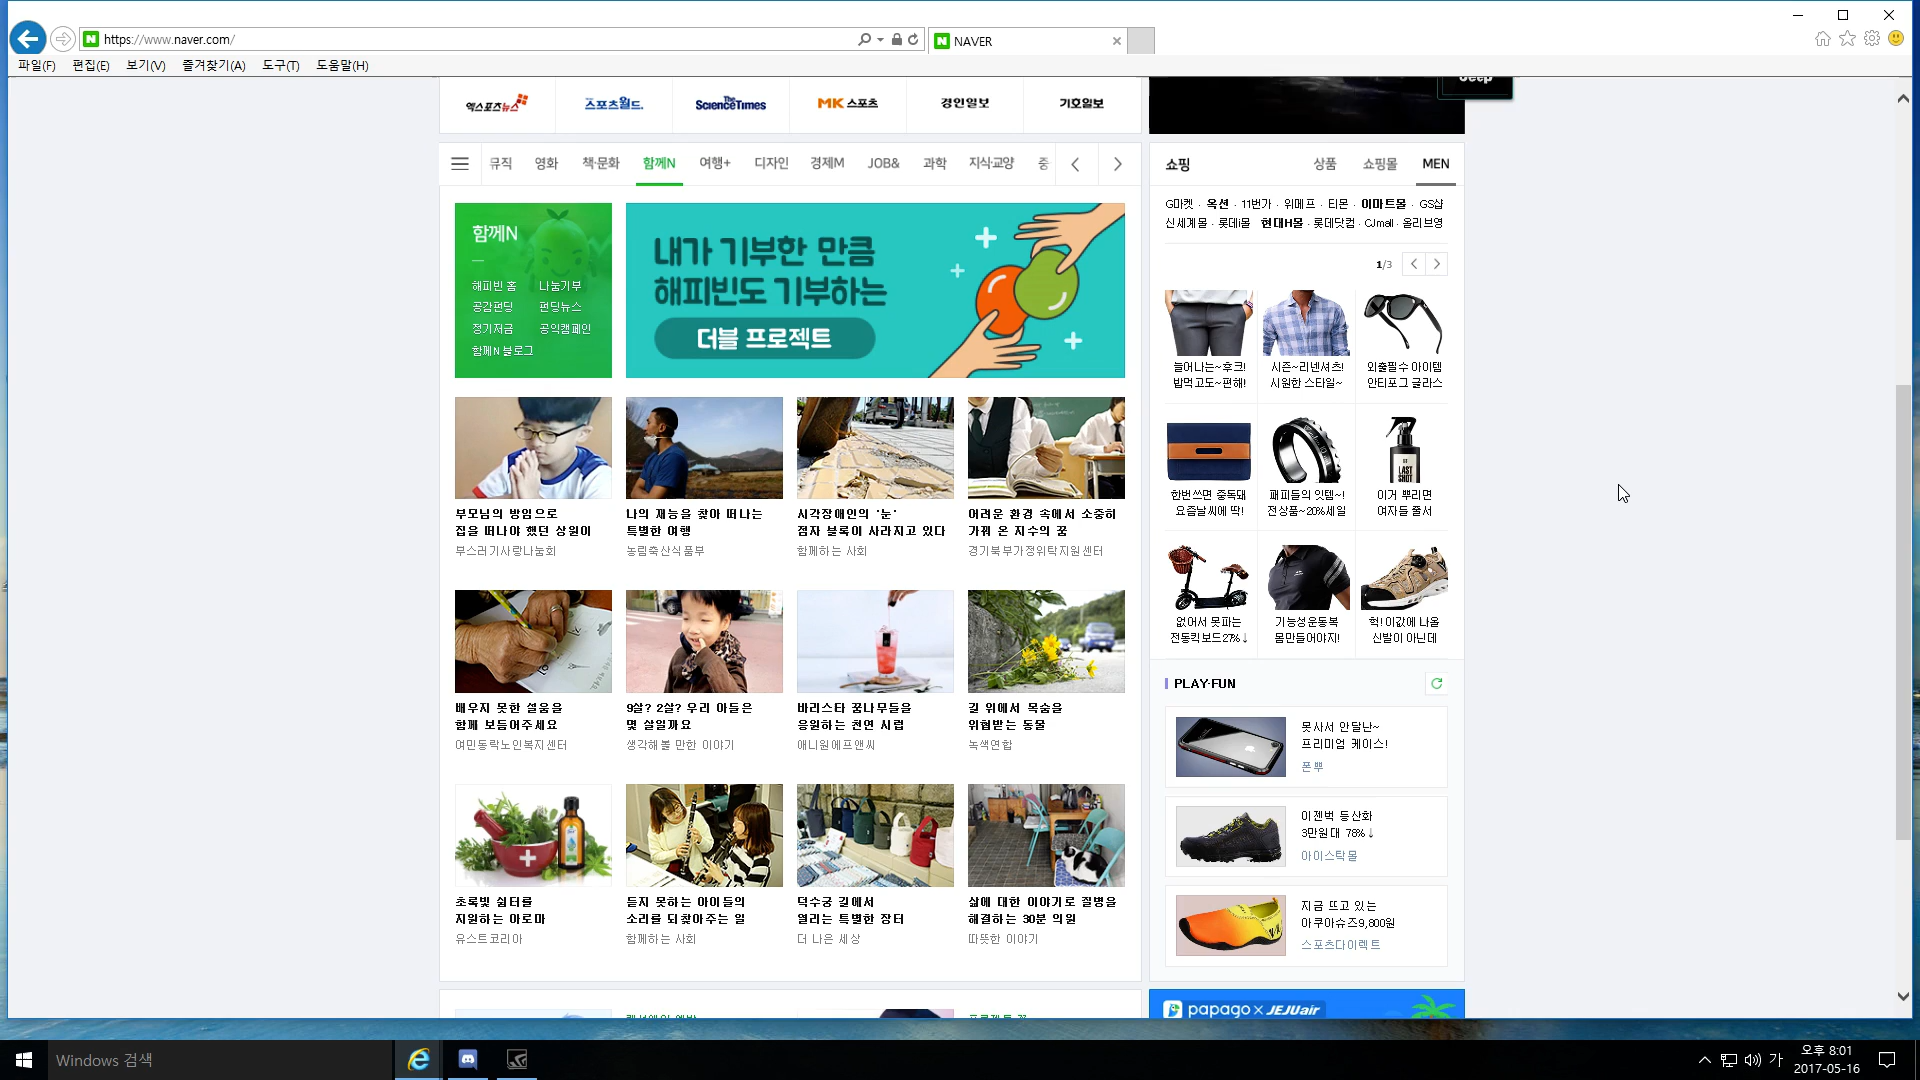 https://www.naver.com/
NAVER
파일(F) 편집(E) 보기(V) 즐겨찾기(A) 도구(T) 도움말(H)
엑스포츠뉴스 스포츠월드. The ScienceTimes MK 스포츠 경인일보 기호일보
Jeep
뮤직 영화 책·문화 함께N 여행+ 디자인 경제M JOB& 과학 지식·교양 중
함께N
해피빈 홈 나눔기부
공감펀딩 펀딩뉴스
정기저금 공익캠페인
함께N 블로그
내가 기부한 만큼
해피빈도 기부하는
더블 프로젝트
부모님의 방임으로
집을 떠나야 했던 상원이
부스러기사랑나눔회
나의 재능을 찾아 떠나는
특별한 여행
농림축산식품부
시각장애인의 '눈'
점자 블록이 사라지고 있다
함께하는 사회
어려운 환경 속에서 소중히
가꿔 온 지수의 꿈
경기북부가정위탁지원센터
배우지 못한 설움을
함께 보듬어주세요
여민동락노인복지센터
9살? 2살? 우리 아들은
몇 살일까요
생각해볼 만한 이야기
바리스타 꿈나무들을
응원하는 천연 시럽
애니원에프앤씨
길 위에서 목숨을
위협받는 동물
녹색연합
초록빛 쉼터를
지원하는 아로마
유스트코리아
듣지 못하는 아이들의
소리를 되찾아주는 일
함께하는 사회
덕수궁 길에서
열리는 특별한 장터
더 나은 세상
삶에 대한 이야기로 질병을
해결하는 30분 의원
따뜻한 이야기
쇼핑 상품 쇼핑몰 MEN
G마켓 · 옥션 · 11번가 · 위메프 · 티몬 · 이마트몰 · GS샵
신세계몰 · 롯데i몰 현대H몰 · 롯데닷컴 · CJmall · 올리브영
1/3
늘어나는~후크!
밥먹고도~편해!
시즌~리넨셔츠!
시원한 스타일~
외출필수 아이템
안티포그 글라스
한번쓰면 중독돼
요즘날씨에 딱!
패피들의 잇템~!
전상품~20%세일
LAST
SHOT
이거 뿌리면
여자들 줄서
없어서 못파는
전동킥보드27%↓
기능성운동복
몸만들어야지!
헉! 이값에 나올
신발이 아닌데
PLAY·FUN
못사서 안달난~
프리미엄 케이스!
폰뿌
이젠벅 등산화
3만원대 78%↓
아이스탁몰
지금 뜨고 있는
아쿠아슈즈9,800원
스포츠다이렉트
papago × JEJUair
Windows 검색
가
오후 8:01
2017-05-16